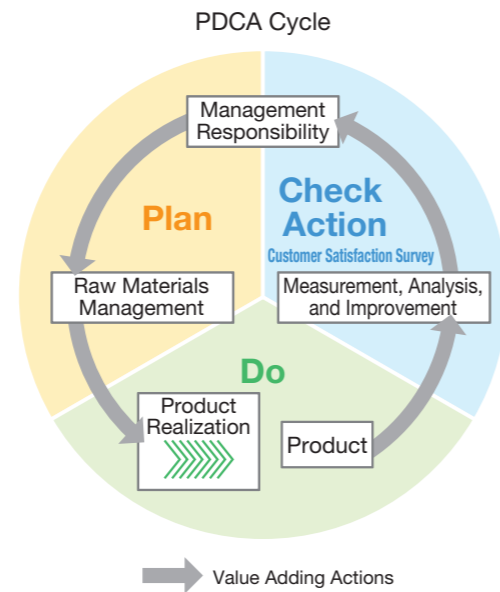 PDCA Cycle
Management
Responsibility
Plan
Check
Action
Customer Satisfaction Survey
Raw Materials
Management
Measurement, Analysis,
and Improvement
Do
Product
Realization
Product
Value Adding Actions